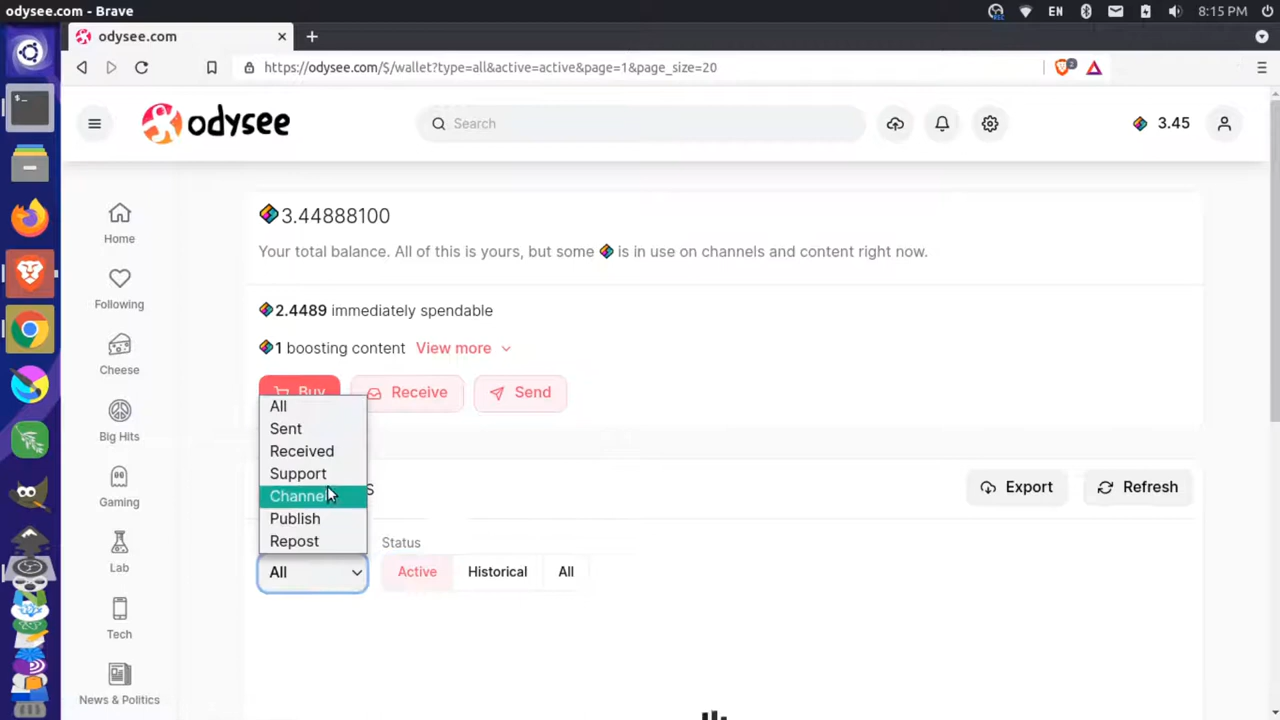 odysee.com - Brave
REC
EN
8:15 PM
odysee.com
https://odysee.com/$/wallet?type=all&active=active&page=1&page_size=20
2
odysee
Search
3.45
3.44888100
Your total balance. All of this is yours, but some is in use on channels and content right now.
2.4489 immediately spendable
1 boosting content View more
Buy
Receive
Send
Home
Following
Cheese
Big Hits
Gaming
Lab
Tech
News & Politics
All
Sent
Received
Support
Channel
Publish
Repost
s
Export
Refresh
Status
All
Active
Historical
All